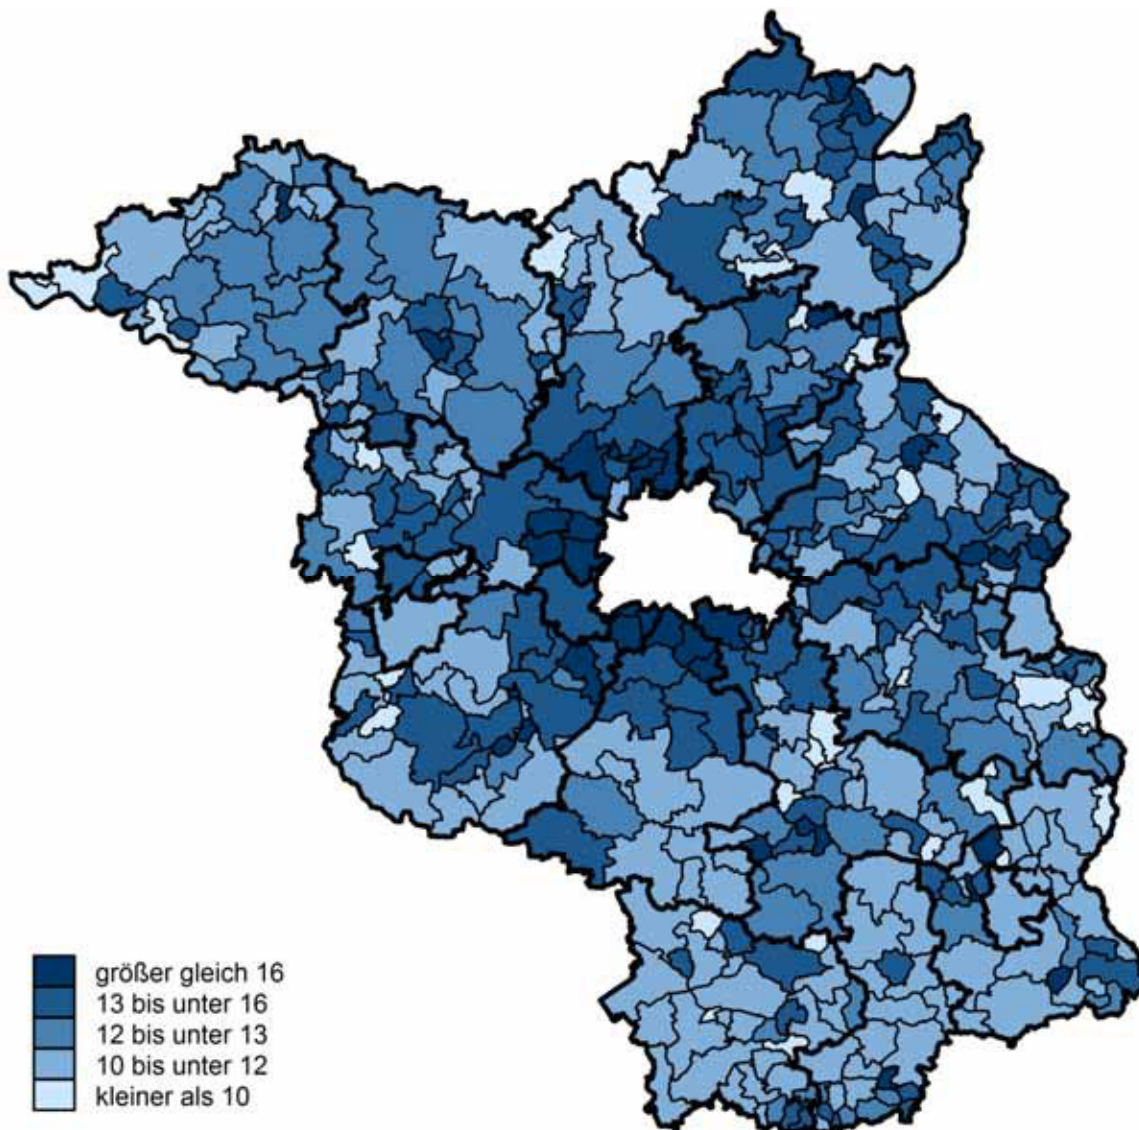 größer gleich 16
13 bis unter 16
12 bis unter 13
10 bis unter 12
kleiner als 10